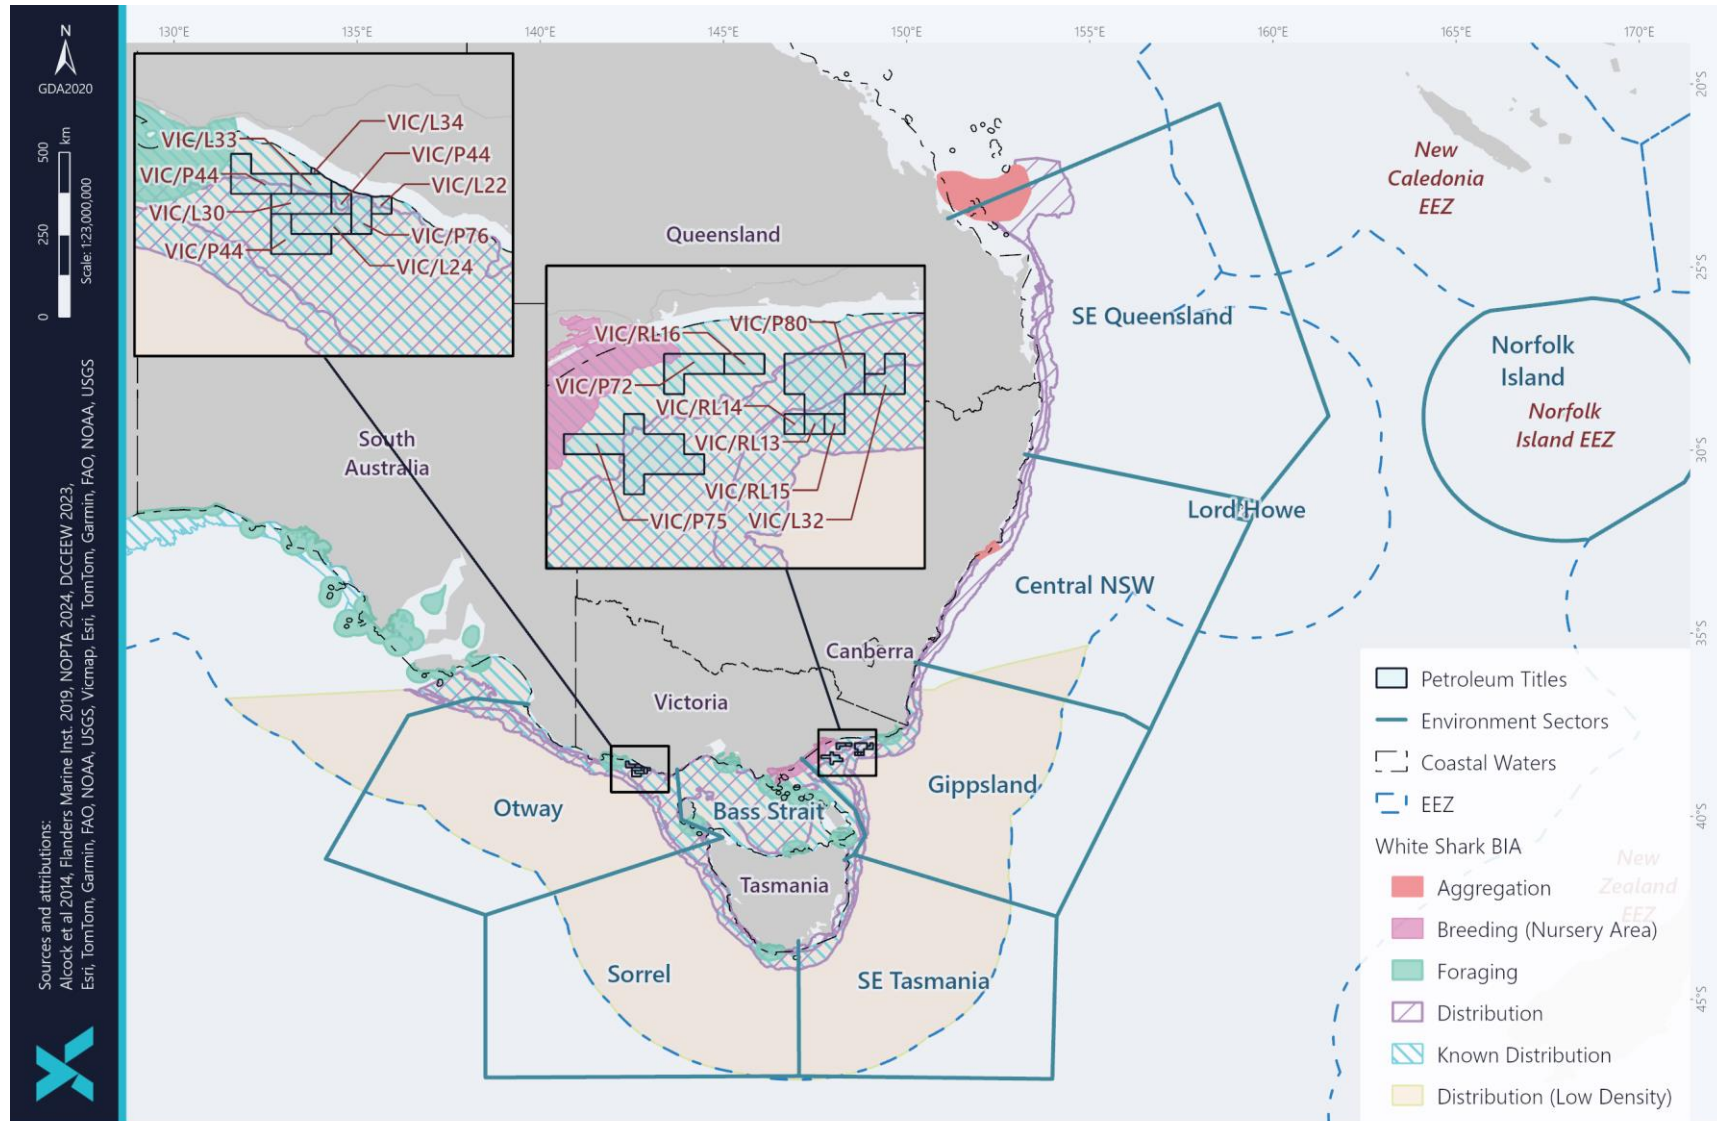 130°E
135°E
140°E
145°E
150°E
155°E
160°E
165°E
170°E
20°S
25°S
30°S
35°S
40°S
45°S
N
GDA2020
500
km
250
0
Scale: 1:23,000,000
Sources and attributions:
Alcock et al 2014, Flanders Marine Inst. 2019, NOPTA 2024, DCCEEW 2023,
Esri, TomTom, Garmin, FAO, NOAA, USGS, Vicmap, Esri, TomTom, Garmin, FAO, NOAA, USGS
VIC/L34
VIC/L33
VIC/P44
VIC/P44
VIC/L22
VIC/L30
VIC/P76
VIC/P44
VIC/L24
VIC/P80
VIC/RL16
VIC/P72
VIC/RL14
VIC/RL13
VIC/RL15
VIC/P75
VIC/L32
Queensland
South
Australia
Canberra
Victoria
Tasmania
New
Caledonia
EEZ
SE Queensland
Norfolk
Island
Norfolk
Island EEZ
Lord Howe
Central NSW
Gippsland
Otway
Bass Strait
Sorrel
SE Tasmania
New
Zealand
EEZ
Petroleum Titles
Environment Sectors
Coastal Waters
EEZ
White Shark BIA
Aggregation
Breeding (Nursery Area)
Foraging
Distribution
Known Distribution
Distribution (Low Density)